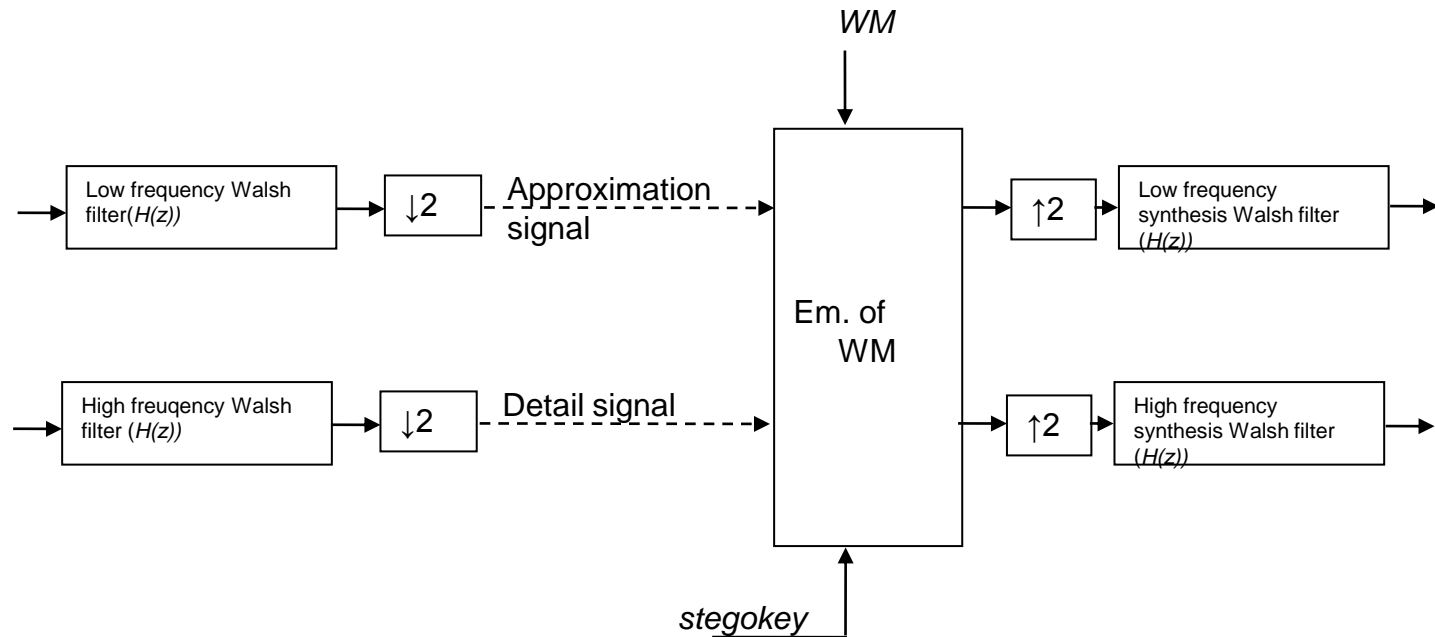 WM
Low frequency Walsh
filter(H(z))
↓2
Approximation
signal
↑2
Low frequency
synthesis Walsh filter
(H(z))
Em. of
WM
High freuqency Walsh
filter (H(z))
↓2
Detail signal
↑2
High frequency
synthesis Walsh filter
(H(z))
stegokey